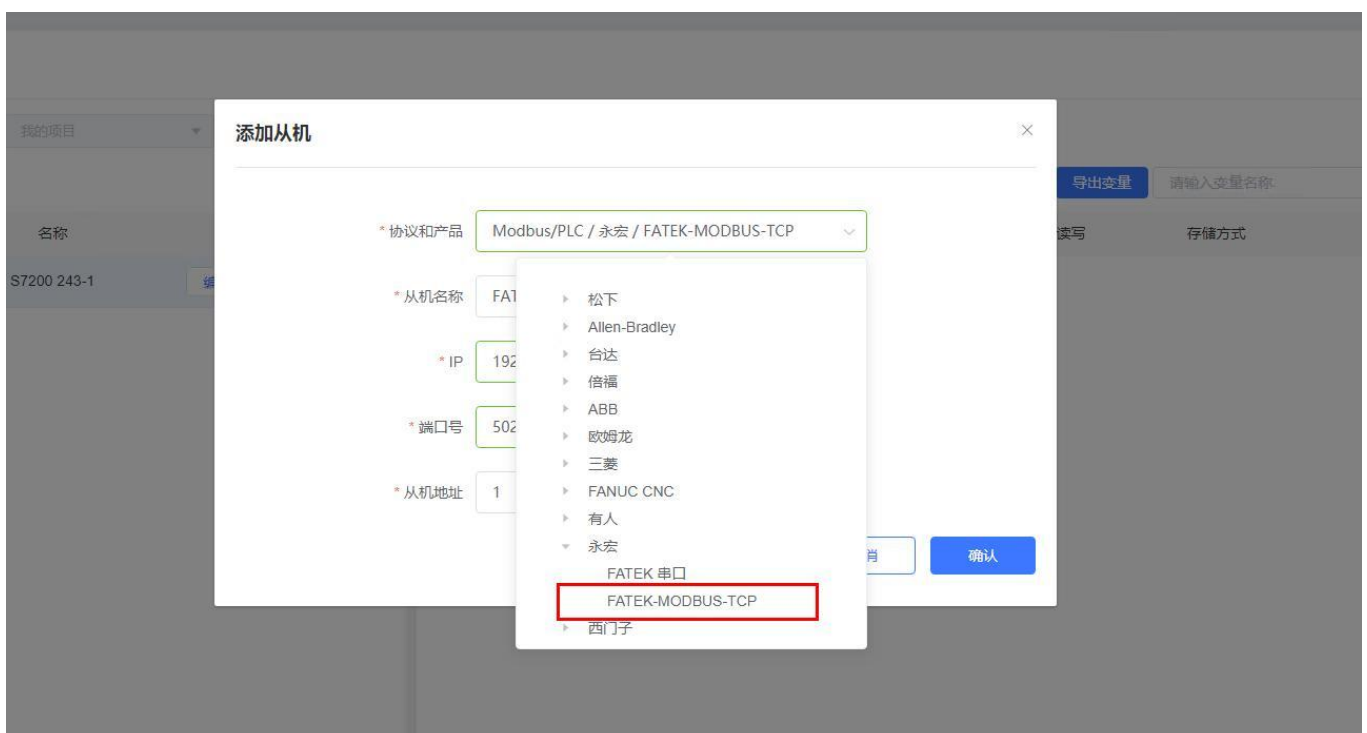 我的项目
添加从机
导出变量
请输入变量名称
名称
读写
存储方式
* 协议和产品
Modbus/PLC / 永宏 / FATEK-MODBUS-TCP
S7200 243-1
编
* 从机名称
FAT
松下
Allen-Bradley
* IP
192
台达
倍福
ABB
* 端口号
502
欧姆龙
三菱
* 从机地址
1
FANUC CNC
有人
永宏
消
确认
FATEK 串口
FATEK-MODBUS-TCP
西门子